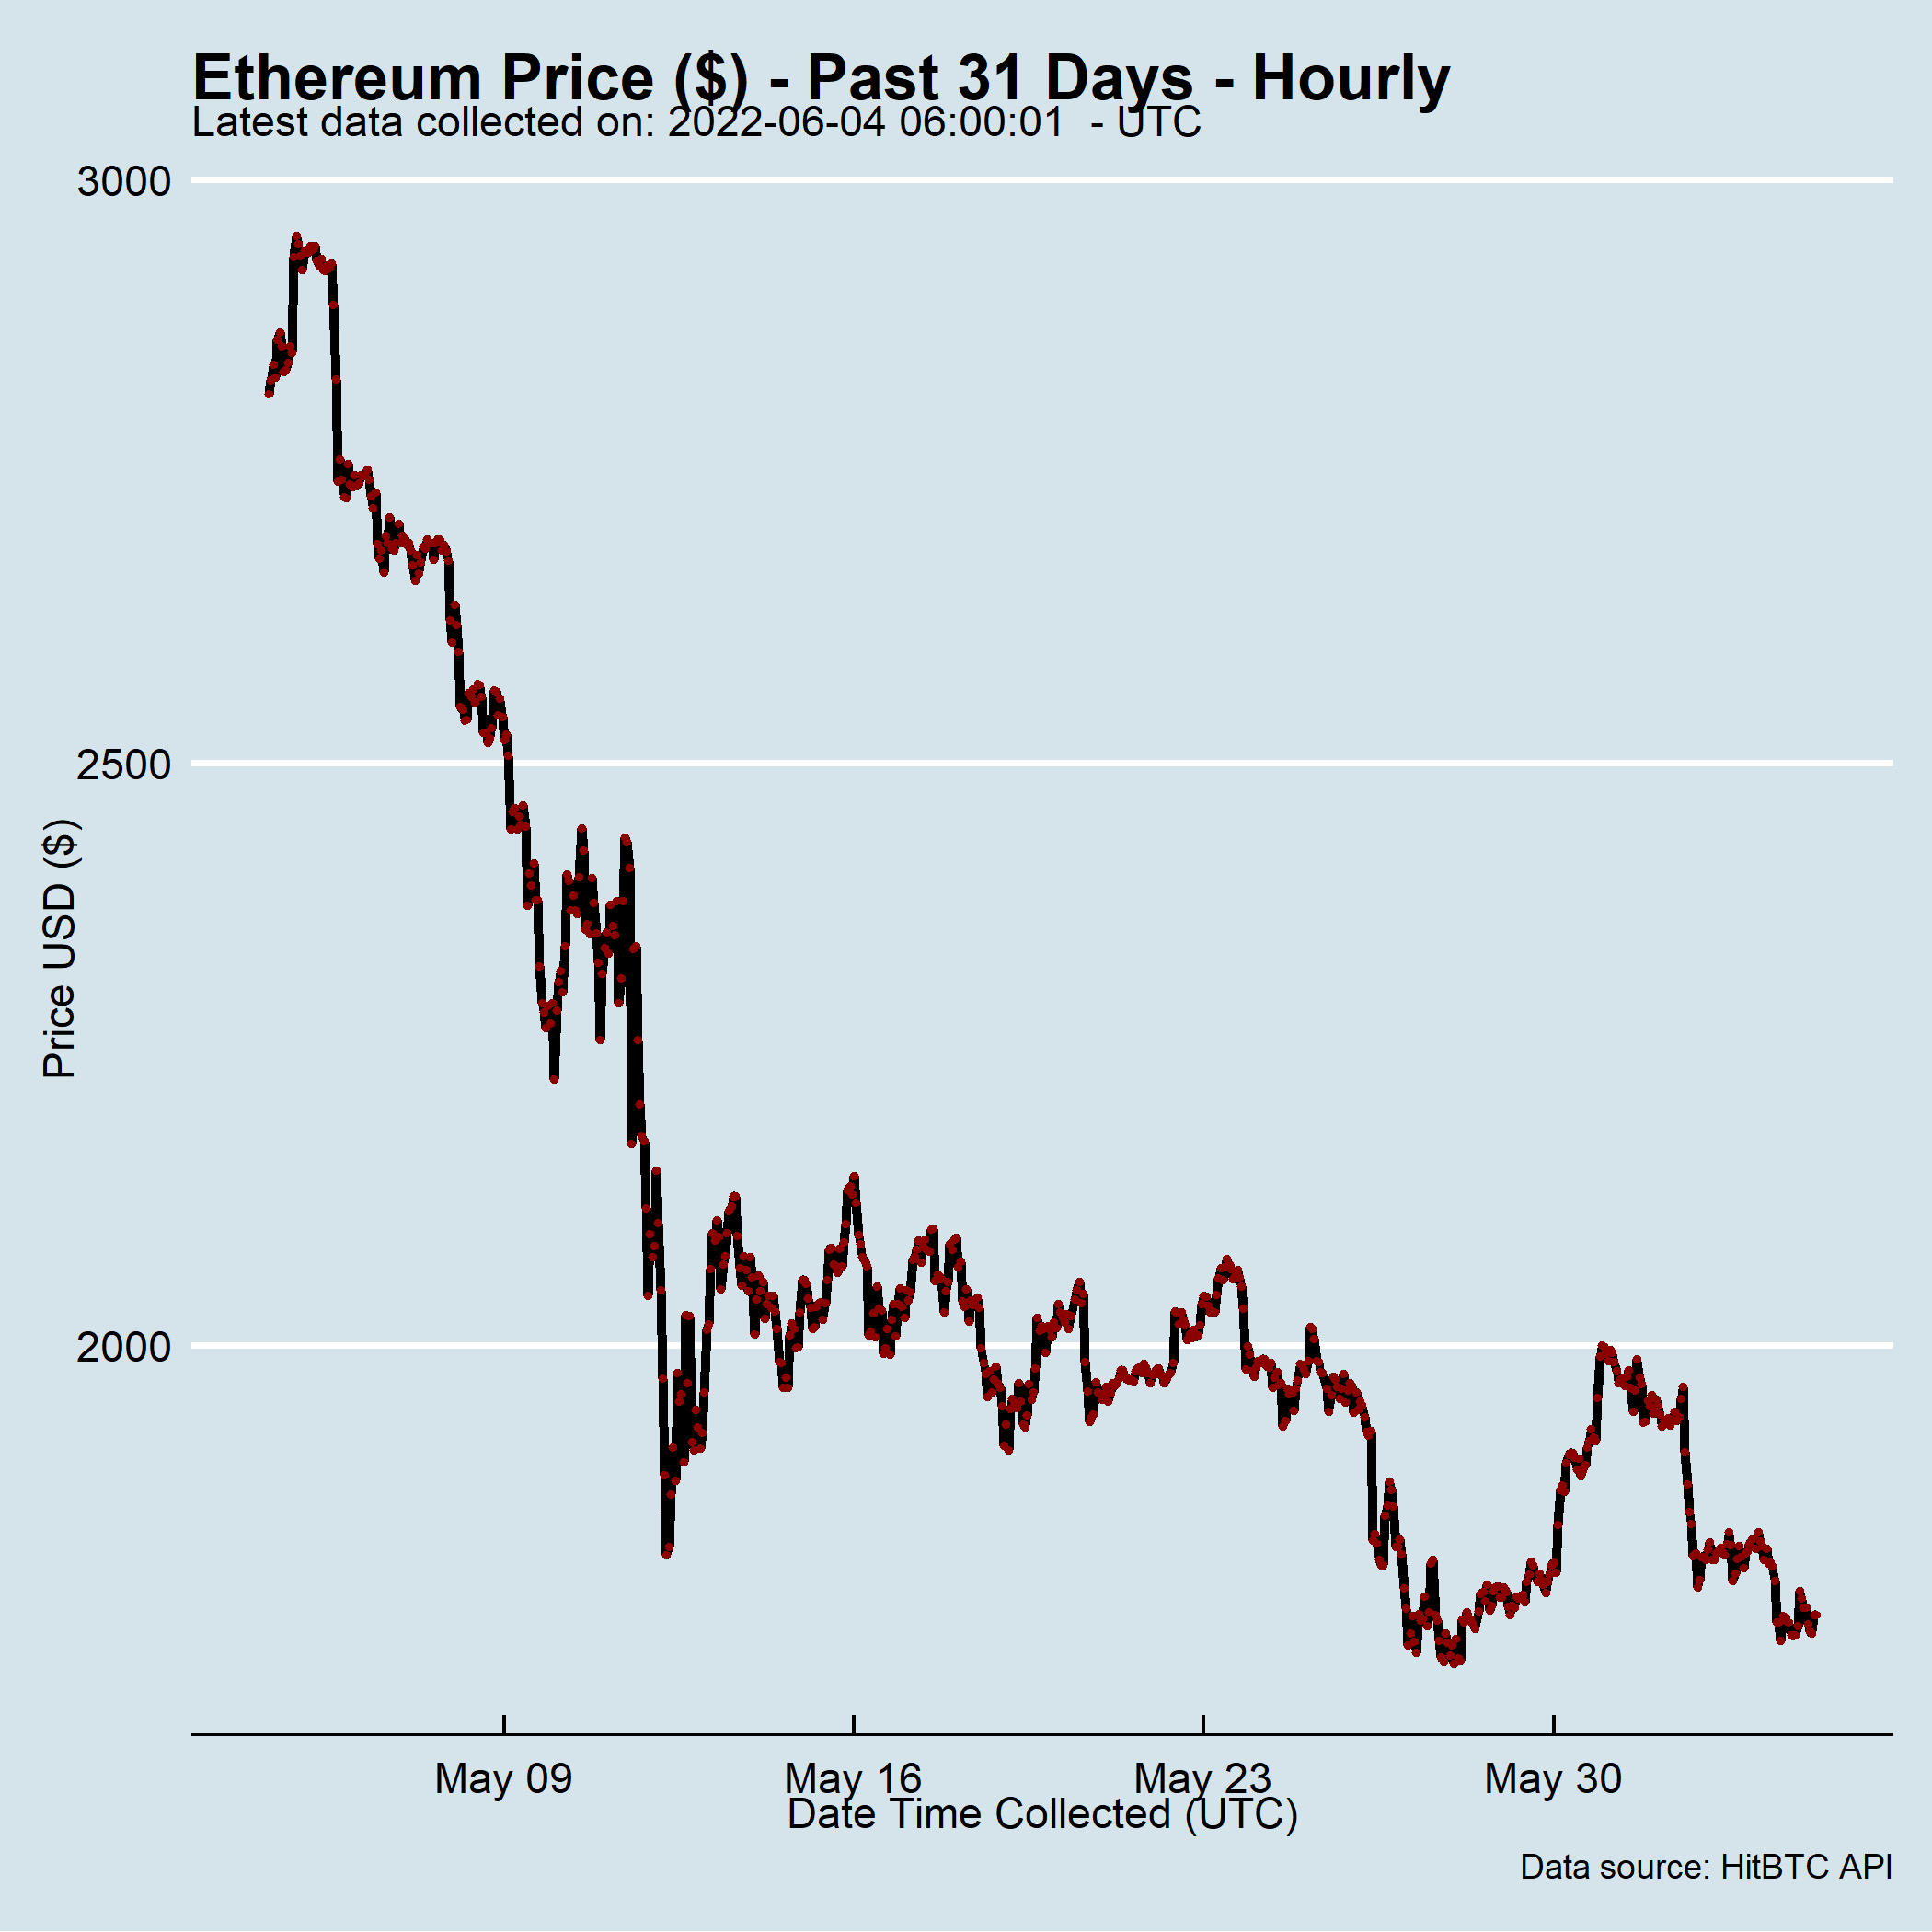 Ethereum Price ($) - Past 31 Days - Hourly
Latest data collected on: 2022-06-04 06:00:01  - UTC
3000
2500
2000
Price USD ($)
May 09
May 16
May 23
May 30
Date Time Collected (UTC)
Data source: HitBTC API